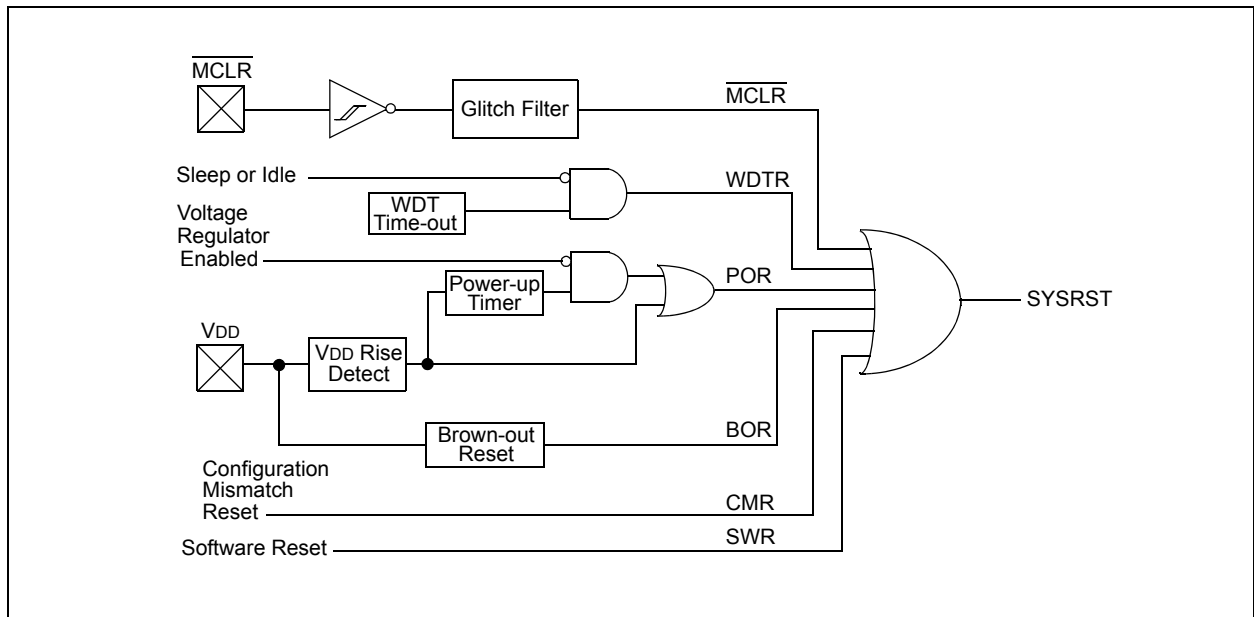 MCLR
Glitch Filter
MCLR
Sleep or Idle
WDTR
WDT
Time-out
Voltage
Regulator
Enabled
Power-up
Timer
POR
SYSRST
VDD
VDD Rise
Detect
Brown-out
Reset
BOR
Configuration
Mismatch
Reset
CMR
Software Reset
SWR